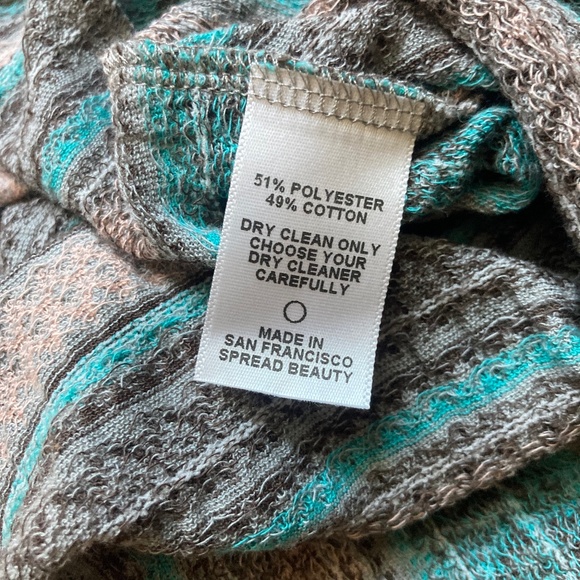 51% POLYESTER
49% COTTON
DRY CLEAN ONLY
CHOOSE YOUR
DRY CLEANER
CAREFULLY
MADE IN
SAN FRANCISCO
SPREAD BEAUTY